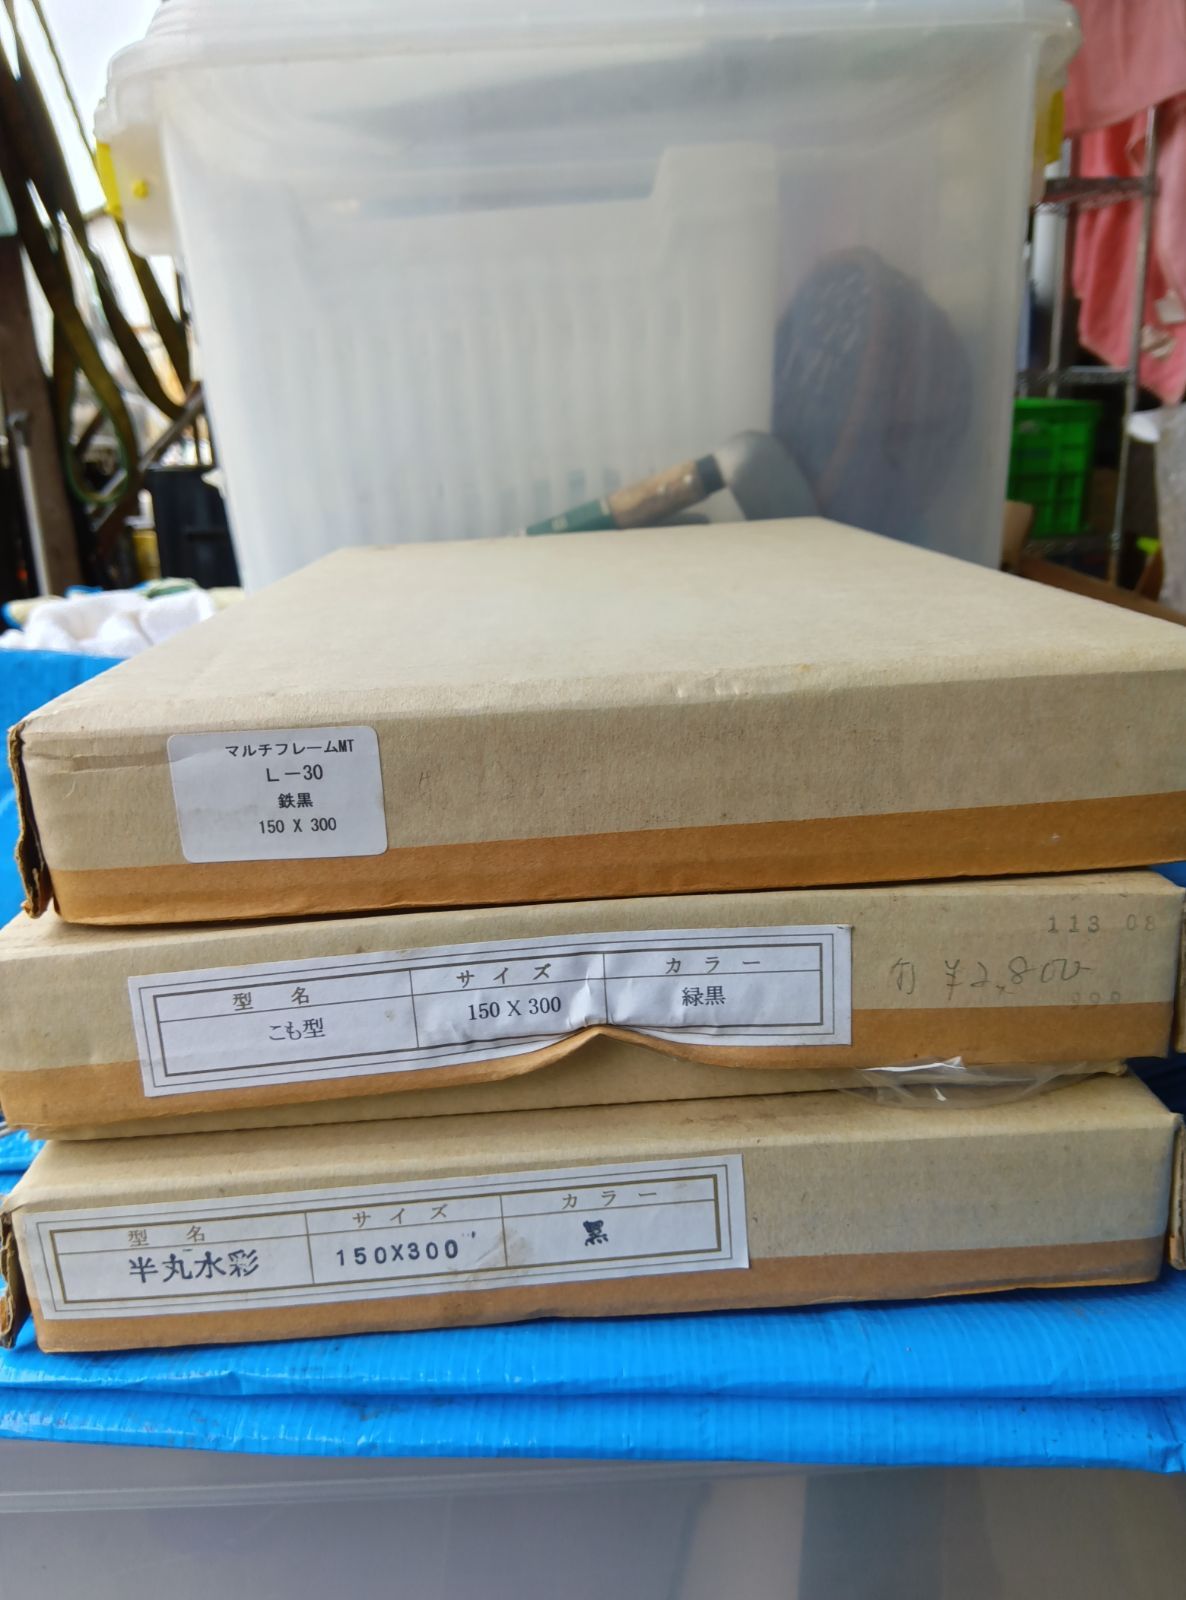 マルチフレームMT
L－30
鉄黒
150 X 300
113 08
型 名 サ イ ズ カ ラ ー
こも型 150 X 300 緑黒
¥2,800
型 名 サ イ ズ カ ラ ー
半丸水彩 150X300 黒